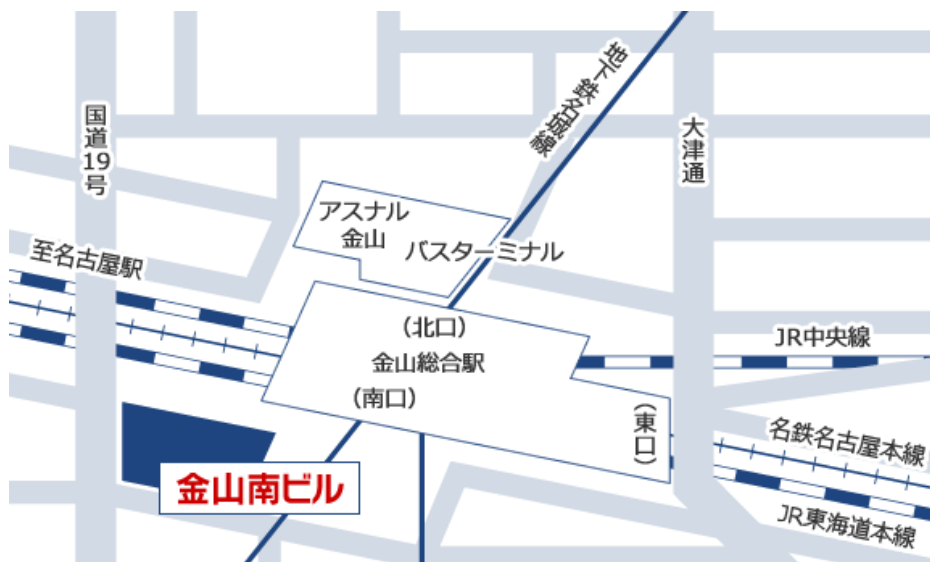 地下鉄名城線
国道19号
大津通
アスナル
金山
バスターミナル
至名古屋駅
（北口）
金山総合駅
（南口）
JR中央線
（東口）
名鉄名古屋本線
金山南ビル
JR東海道本線